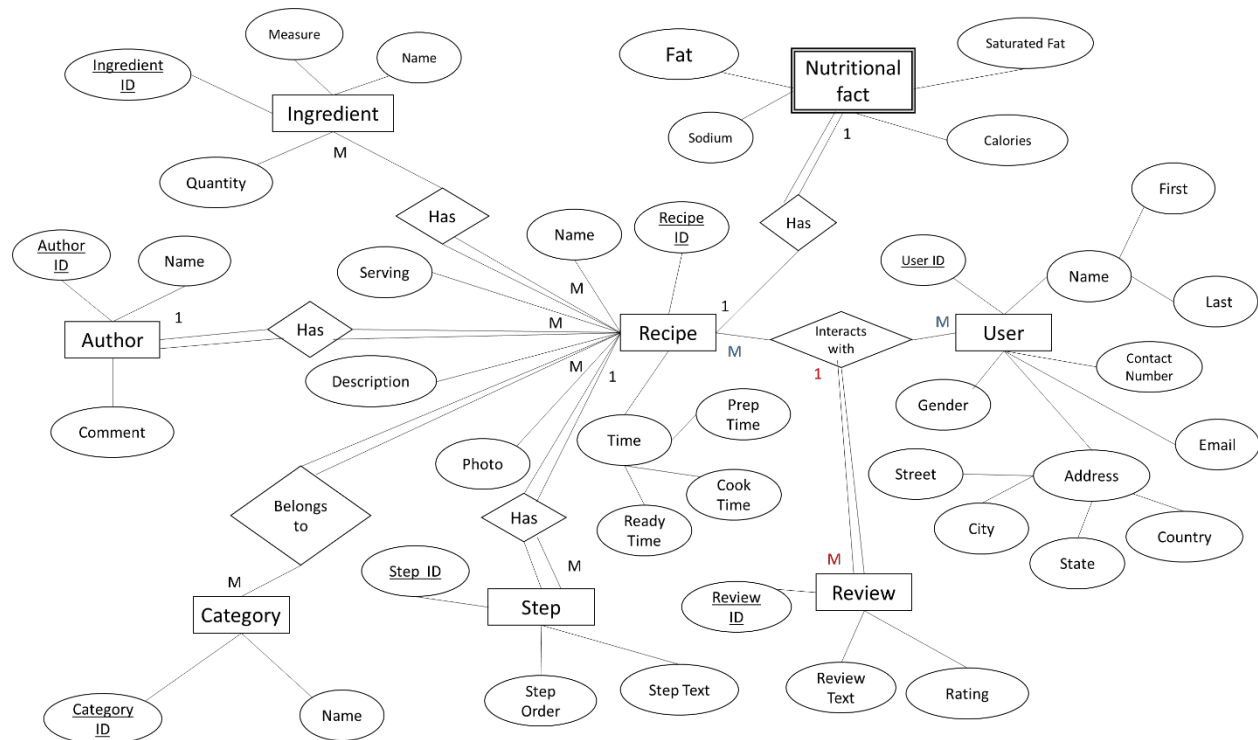 Measure
Name
Ingredient
ID
Ingredient
M
Quantity
Has
Fat
Nutritional
fact
Saturated Fat
Sodium
1
Calories
Has
First
Name
Last
User ID
Author
ID
Name
1
Author
Comment
Has
Serving
Name
Recipe
ID
M
M
M
M
1
1
Recipe
M
Interacts
with
1
M
User
Contact
Number
Gender
Email
Description
Photo
Time
Prep
Time
Cook
Time
Ready
Time
Street
Address
City
State
Country
Belongs
to
Has
M
M
M
Step ID
Step
Category
Review
ID
Review
Category
ID
Name
Step
Order
Step Text
Review
Text
Rating